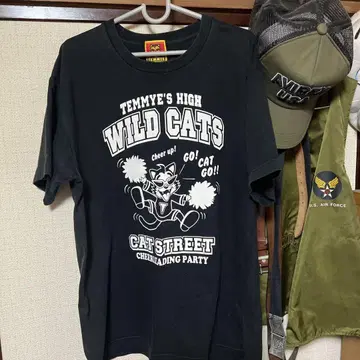 TEMMYE'S HIGH
WILD CATS
Cheer up!
GO!
CAT
GO!!
CAT STREET
CHEERLEADING PARTY
U.S. AIR FORCE